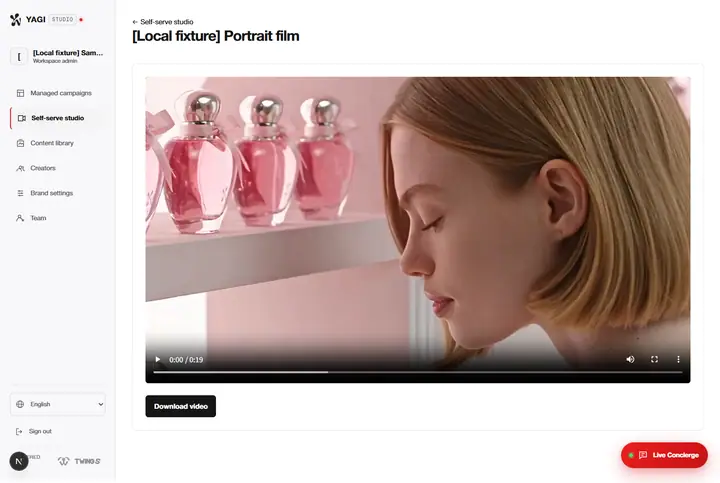 YAGI STUDIO
[ [Local fixture] Sam...
Workspace admin
Managed campaigns
Self-serve studio
Content library
Creators
Brand settings
Team
English
Sign out
N
TWINGS
← Self-serve studio
[Local fixture] Portrait film
0:00 / 0:19
Download video
Live Concierge